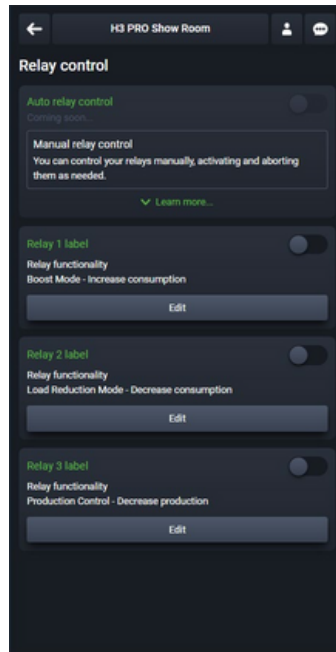 H3 PRO Show Room
Relay control
Auto relay control
Coming soon...
Manual relay control
You can control your relays manually, activating and aborting
them as needed.
Learn more...
Relay 1 label
Relay functionality
Boost Mode - Increase consumption
Edit
Relay 2 label
Relay functionality
Load Reduction Mode - Decrease consumption
Edit
Relay 3 label
Relay functionality
Production Control - Decrease production
Edit